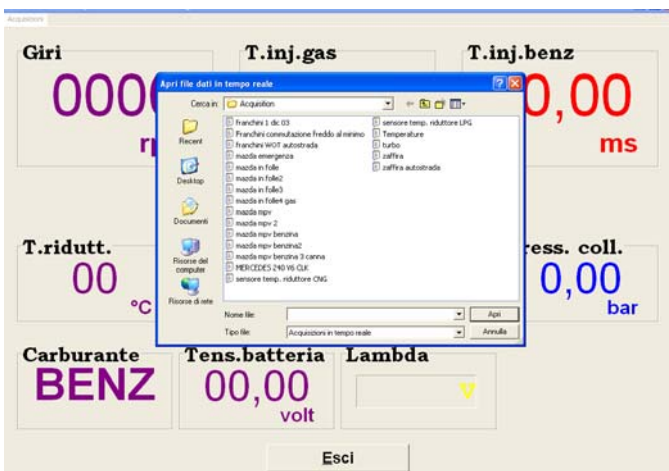 Acquisizioni
Giri
T.inj.gas
T.inj.benz
000
0,00
ms
Apri file dati in tempo reale
Cerca in:
Acquisition
Recent
Desktop
Documenti
Risorse del
computer
Risorse di rete
franchini 1 dic 03
Franchini commutazione freddo al minimo
franchini WOT autostrada
mazda emergenza
mazda in folle
mazda in folle2
mazda in folle3
mazda in folle4 gas
mazda mpv
mazda mpv 2
mazda mpv benzina
mazda mpv benzina2
mazda mpv benzina 3 canna
MERCEDES 240 V6 CLK
sensore temp. riduttore CNG
sensore temp. riduttore LPG
Temperature
turbo
zaffira
zaffira autostrada
Nome file:
Apri
Tipo file:
Acquisizioni in tempo reale
Annulla
T.ridutt.
00
°C
ress. coll.
0,00
bar
Carburante
BENZ
Tens.batteria
00,00
volt
Lambda
Esci